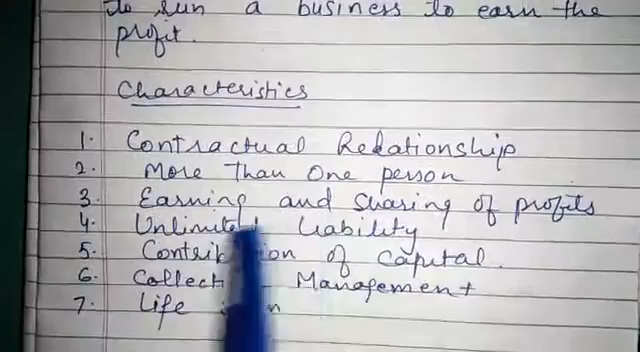 to run a business to earn the
profit.
Characteristics
1. Contractual Relationship
2. More Than One person
3. Earning and sharing of profits
4. Unlimited Liability
5. of capital.
6. Management
7. Life